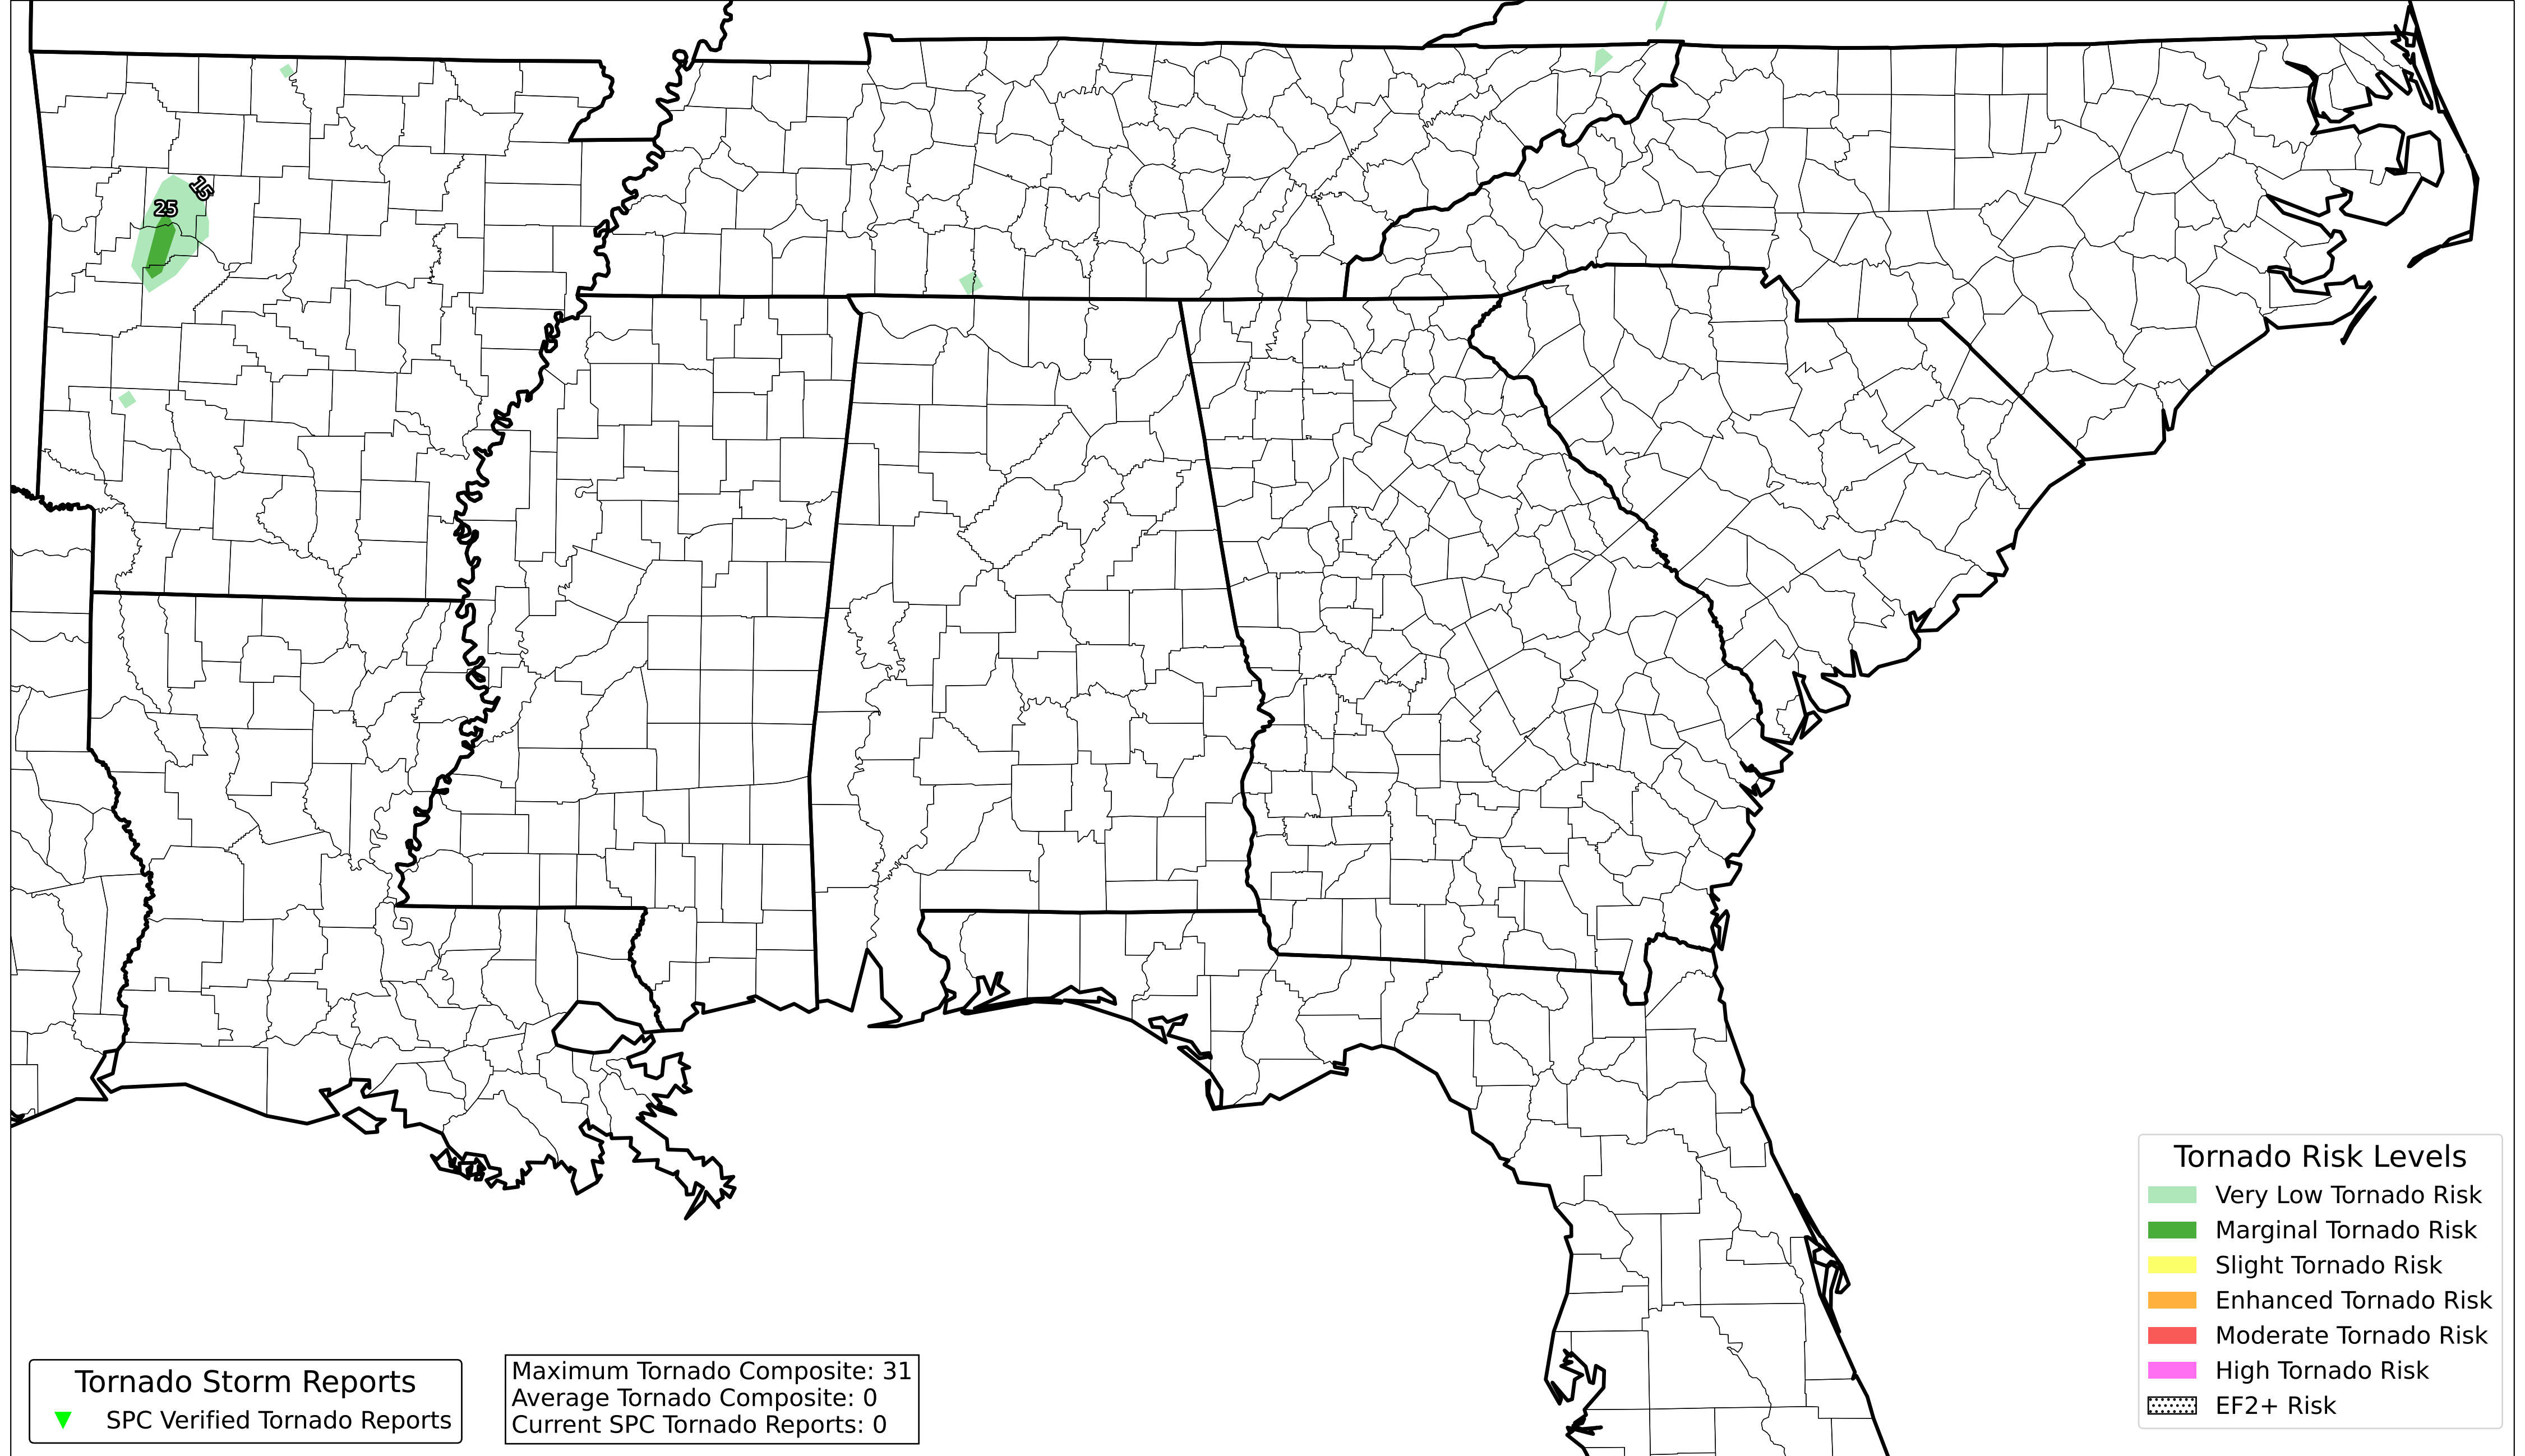 15
25
Tornado Risk Levels
Very Low Tornado Risk
Marginal Tornado Risk
Slight Tornado Risk
Enhanced Tornado Risk
Moderate Tornado Risk
High Tornado Risk
EF2+ Risk
Tornado Storm Reports
SPC Verified Tornado Reports
Maximum Tornado Composite: 31
Average Tornado Composite: 0
Current SPC Tornado Reports: 0